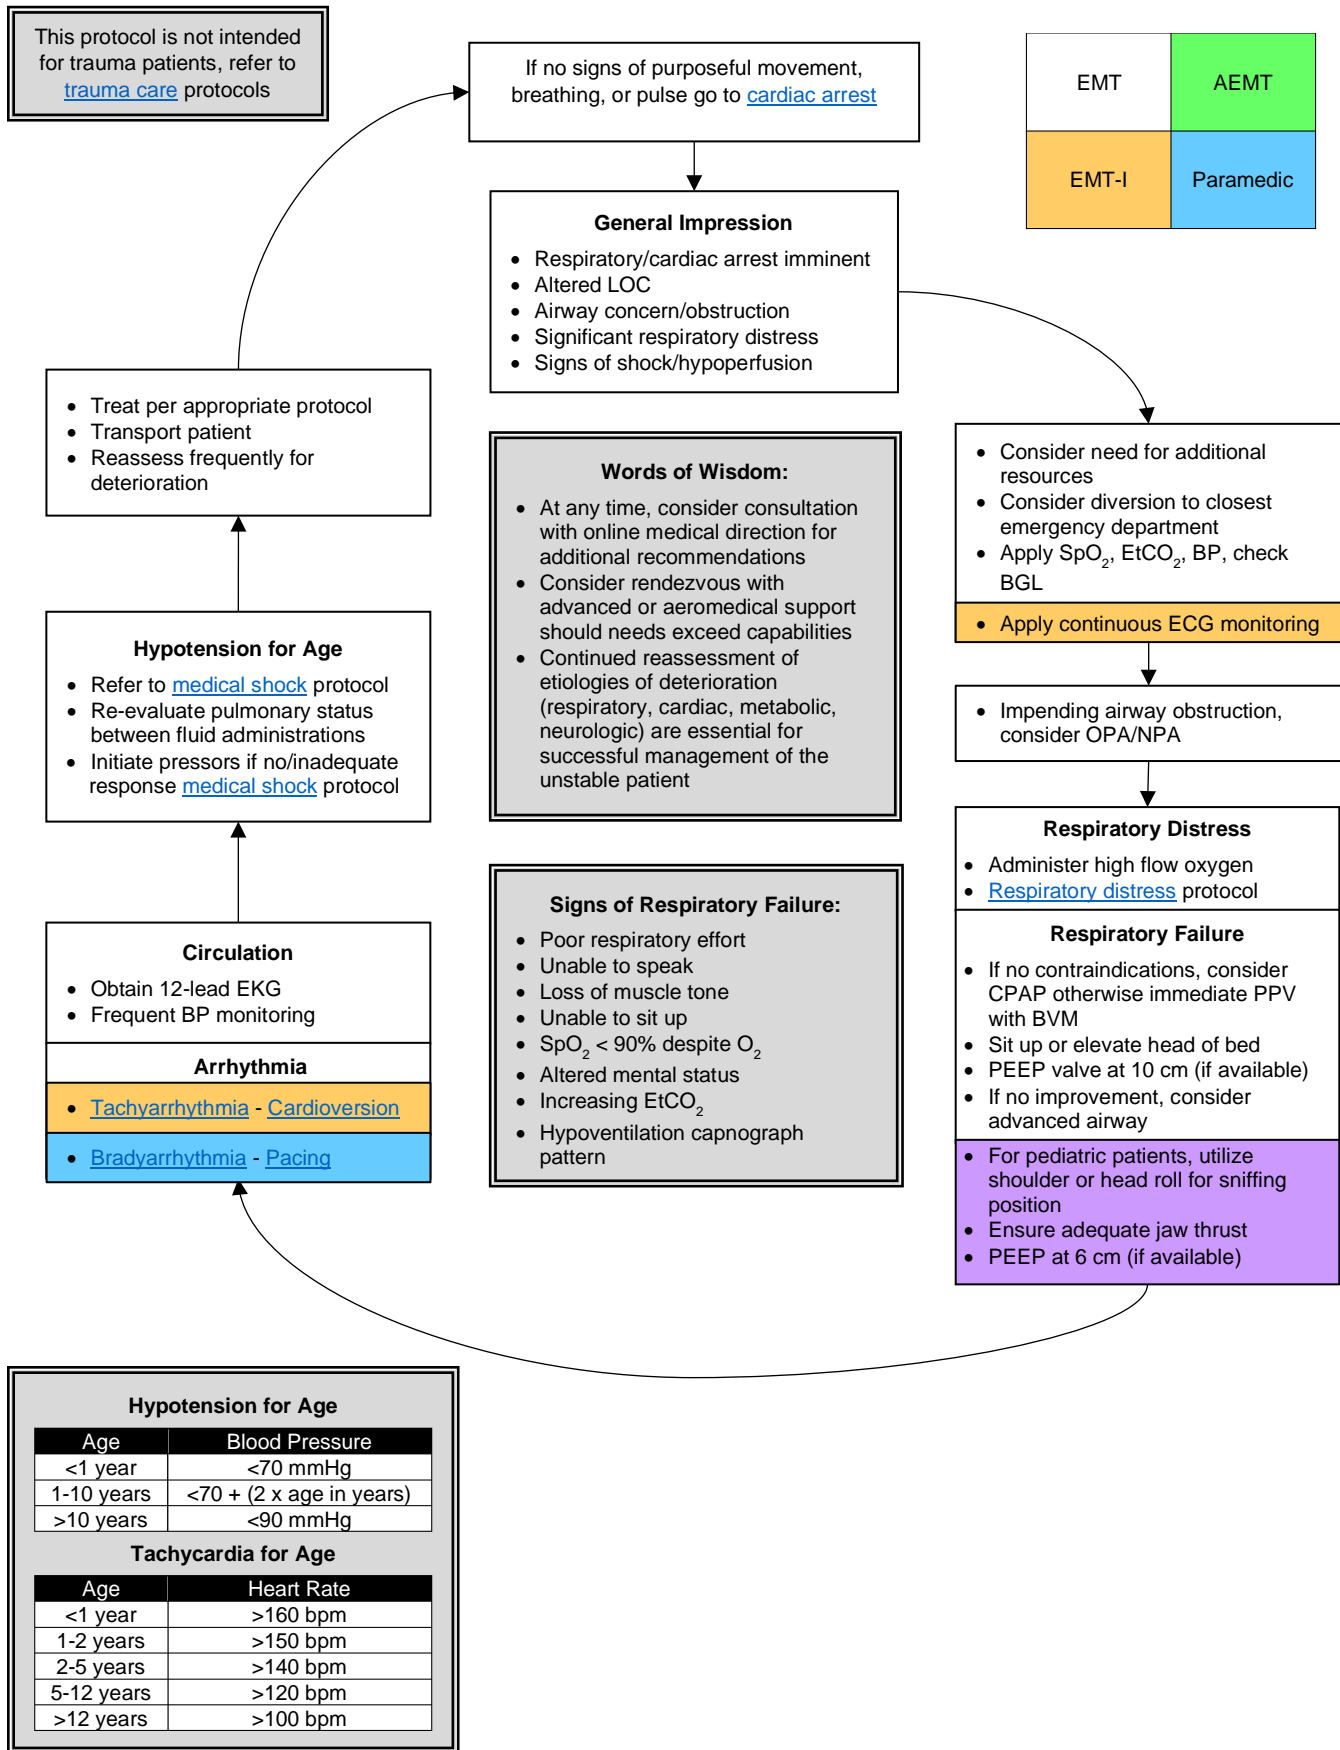 This protocol is not intended
for trauma patients, refer to
trauma care protocols
If no signs of purposeful movement,
breathing, or pulse go to cardiac arrest
EMT
AEMT
EMT-I
Paramedic
General Impression
• Respiratory/cardiac arrest imminent
• Altered LOC
• Airway concern/obstruction
• Significant respiratory distress
• Signs of shock/hypoperfusion
• Consider need for additional
resources
• Consider diversion to closest
emergency department
• Apply SpO2, EtCO2, BP, check
BGL
• Apply continuous ECG monitoring
• Impending airway obstruction,
consider OPA/NPA
Respiratory Distress
• Administer high flow oxygen
• Respiratory distress protocol
Respiratory Failure
• If no contraindications, consider
CPAP otherwise immediate PPV
with BVM
• Sit up or elevate head of bed
• PEEP valve at 10 cm (if available)
• If no improvement, consider
advanced airway
• For pediatric patients, utilize
shoulder or head roll for sniffing
position
• Ensure adequate jaw thrust
• PEEP at 6 cm (if available)
Circulation
• Obtain 12-lead EKG
• Frequent BP monitoring
Arrhythmia
• Tachyarrhythmia - Cardioversion
• Bradyarrhythmia - Pacing
Hypotension for Age
• Refer to medical shock protocol
• Re-evaluate pulmonary status
between fluid administrations
• Initiate pressors if no/inadequate
response medical shock protocol
• Treat per appropriate protocol
• Transport patient
• Reassess frequently for
deterioration
Words of Wisdom:
• At any time, consider consultation
with online medical direction for
additional recommendations
• Consider rendezvous with
advanced or aeromedical support
should needs exceed capabilities
• Continued reassessment of
etiologies of deterioration
(respiratory, cardiac, metabolic,
neurologic) are essential for
successful management of the
unstable patient
Signs of Respiratory Failure:
• Poor respiratory effort
• Unable to speak
• Loss of muscle tone
• Unable to sit up
• SpO2 < 90% despite O2
• Altered mental status
• Increasing EtCO2
• Hypoventilation capnograph
pattern
Hypotension for Age
Age Blood Pressure
<1 year <70 mmHg
1-10 years <70 + (2 x age in years)
>10 years <90 mmHg
Tachycardia for Age
Age Heart Rate
<1 year >160 bpm
1-2 years >150 bpm
2-5 years >140 bpm
5-12 years >120 bpm
>12 years >100 bpm